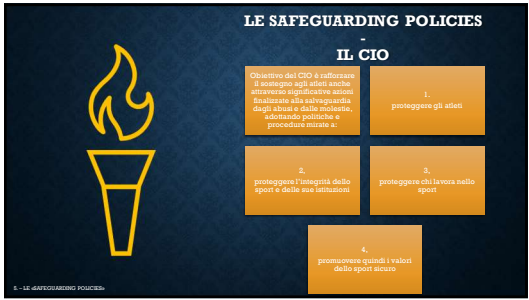 LE SAFEGUARDING POLICIES
-
IL CIO
Obiettivo del CIO è rafforzare
il sostegno agli atleti anche
attraverso significative azioni
finalizzate alla salvaguardia
dagli abusi e dalle molestie,
adottando politiche e
procedure mirate a:
1.
proteggere gli atleti
2.
proteggere l'integrità dello
sport e delle sue istituzioni
3.
proteggere chi lavora nello
sport
4.
promuovere quindi i valori
dello sport sicuro
5. – LE «SAFEGUARDING POLICIES»